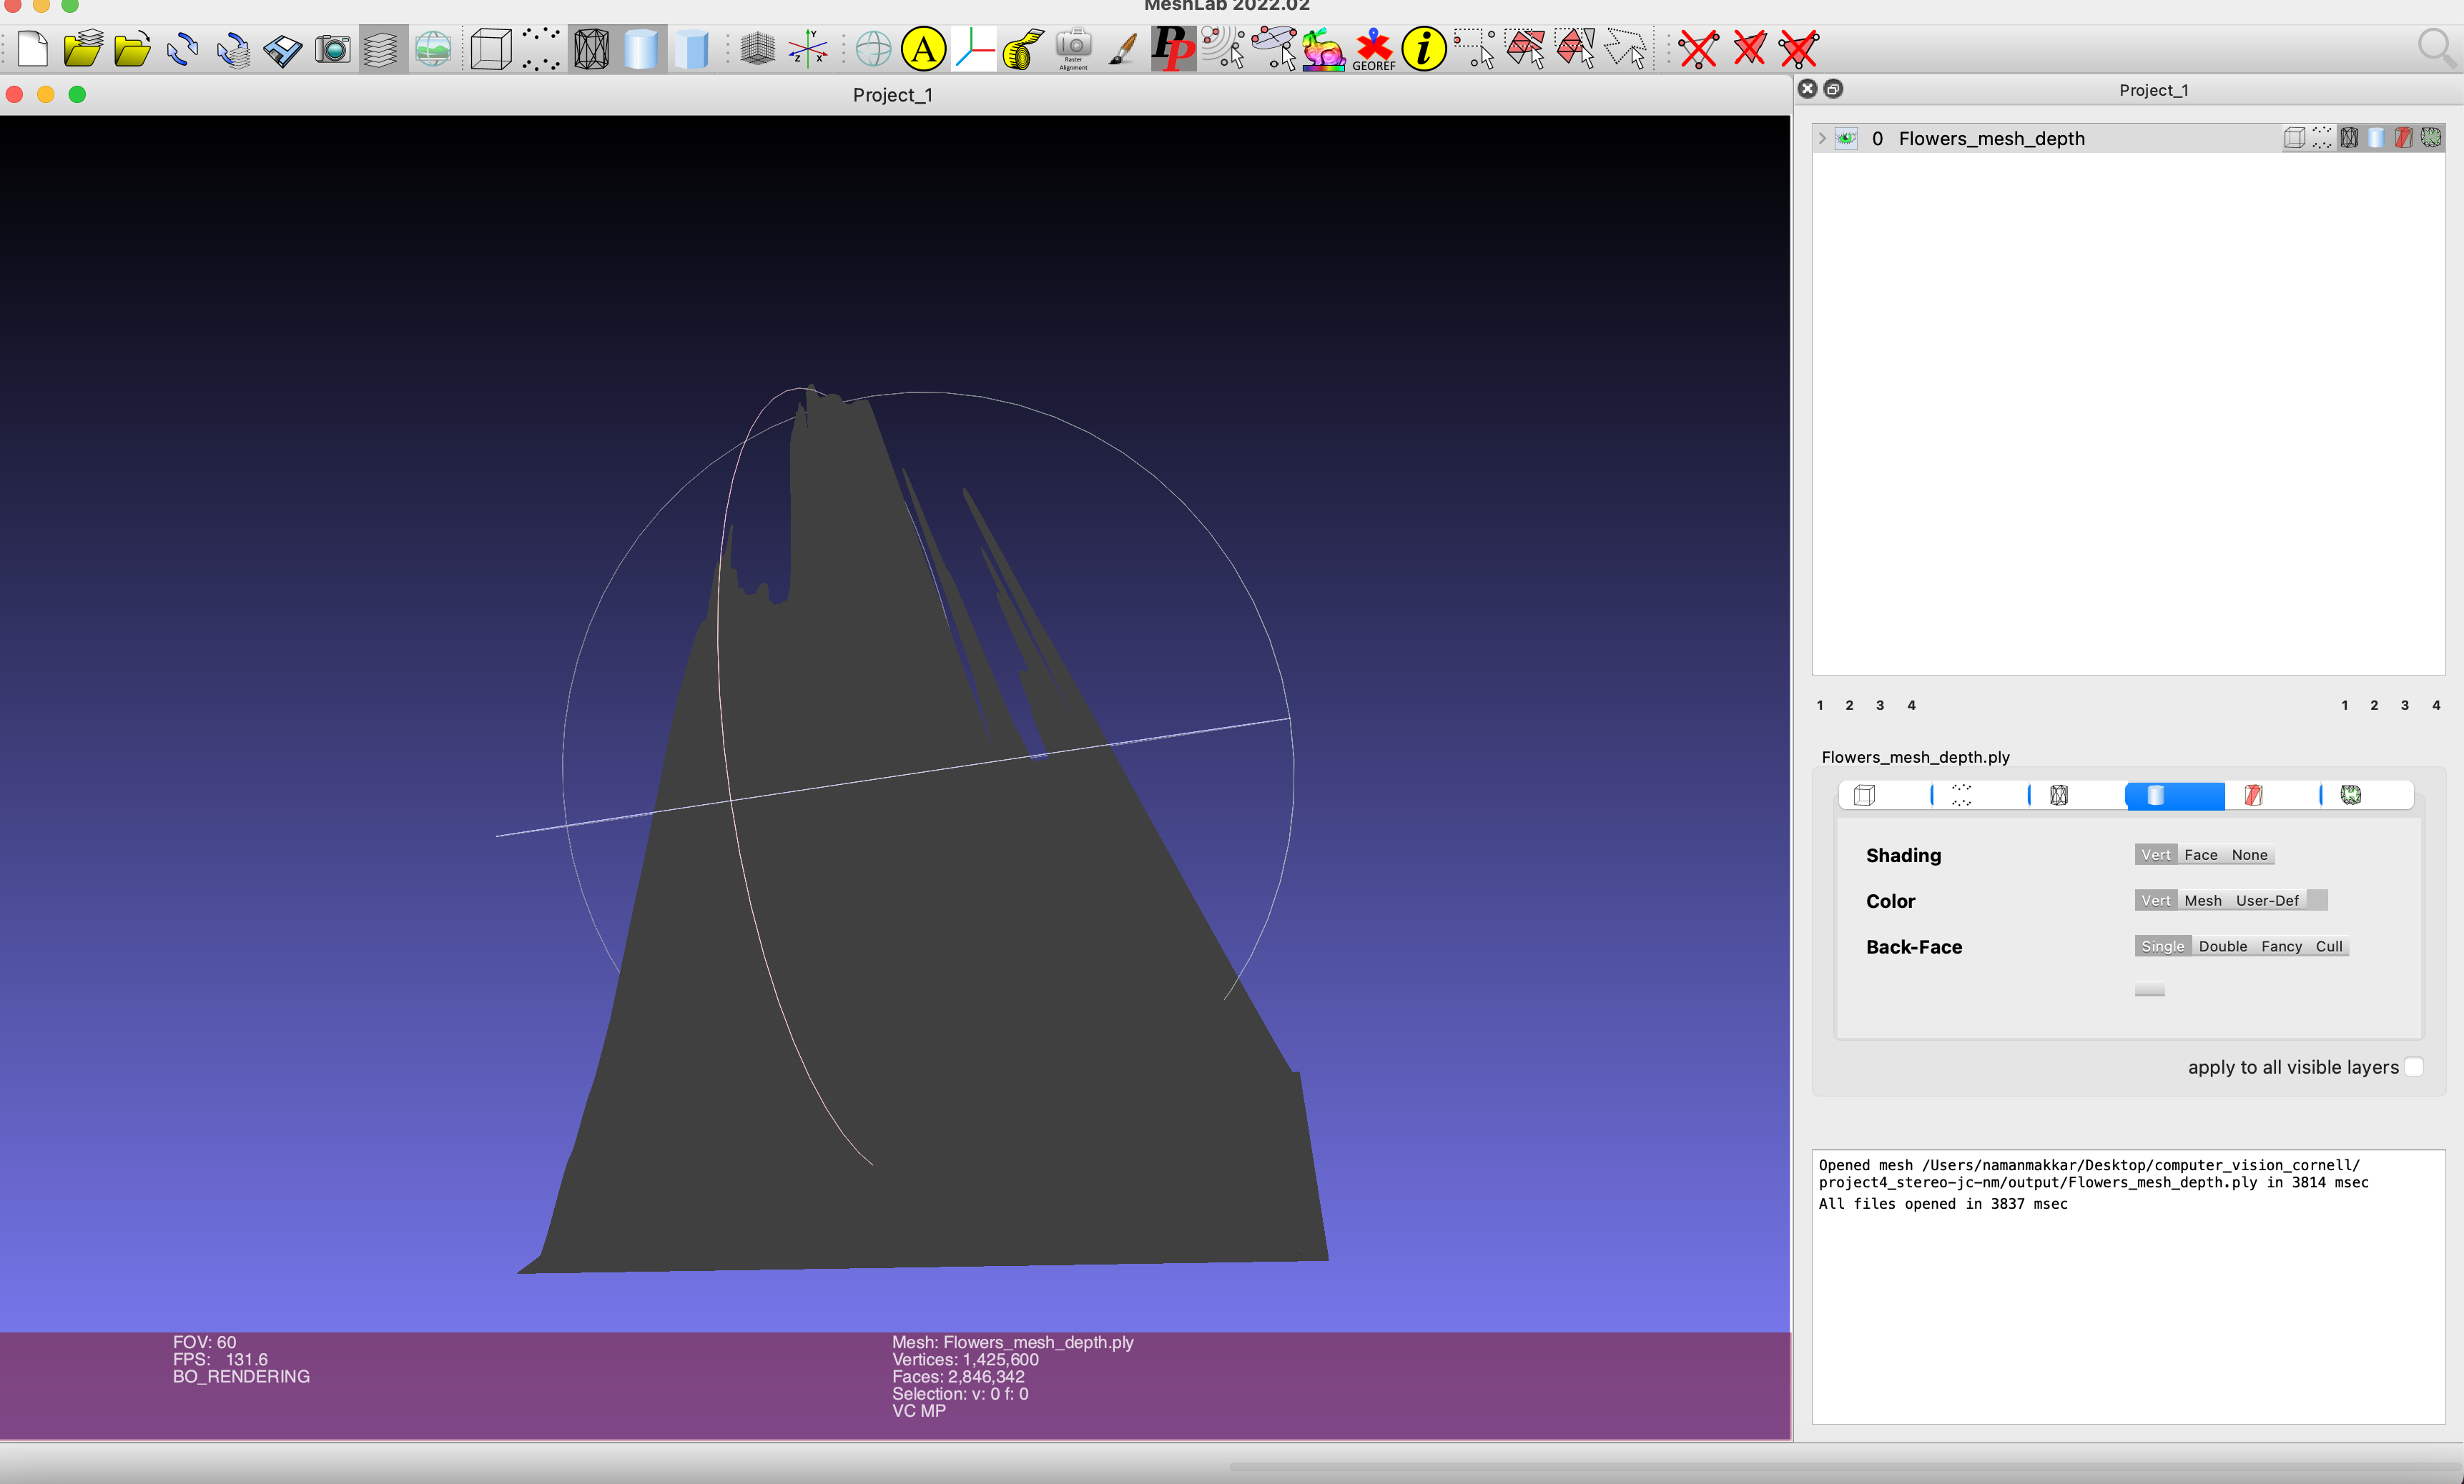 MeshLab 2022.02
A
Y
Z X
Raster
Alignment
PP
GEOREF
i
Project_1
Project_1
0 Flowers_mesh_depth
1 2 3 4 1 2 3 4
Flowers_mesh_depth.ply
Shading Vert Face None
Color Vert Mesh User-Def
Back-Face Single Double Fancy Cull
apply to all visible layers
Opened mesh /Users/namanmakkar/Desktop/computer_vision_cornell/
project4_stereo-jc-nm/output/Flowers_mesh_depth.ply in 3814 msec
All files opened in 3837 msec
FOV: 60
FPS: 131.6
BO_RENDERING
Mesh: Flowers_mesh_depth.ply
Vertices: 1,425,600
Faces: 2,846,342
Selection: v: 0 f: 0
VC MP